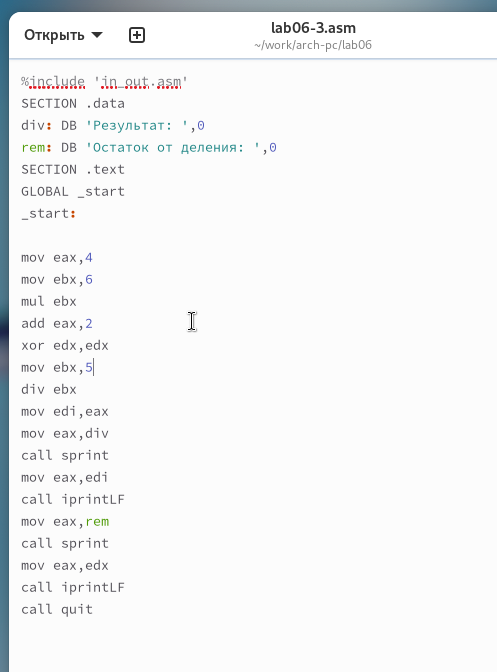 Открыть
lab06-3.asm
~/work/arch-pc/lab06
%include 'in_out.asm'
SECTION .data
div: DB 'Результат: ',0
rem: DB 'Остаток от деления: ',0
SECTION .text
GLOBAL _start
_start:
mov eax,4
mov ebx,6
mul ebx
add eax,2
xor edx,edx
mov ebx,5
div ebx
mov edi,eax
mov eax,div
call sprint
mov eax,edi
call iprintLF
mov eax,rem
call sprint
mov eax,edx
call iprintLF
call quit